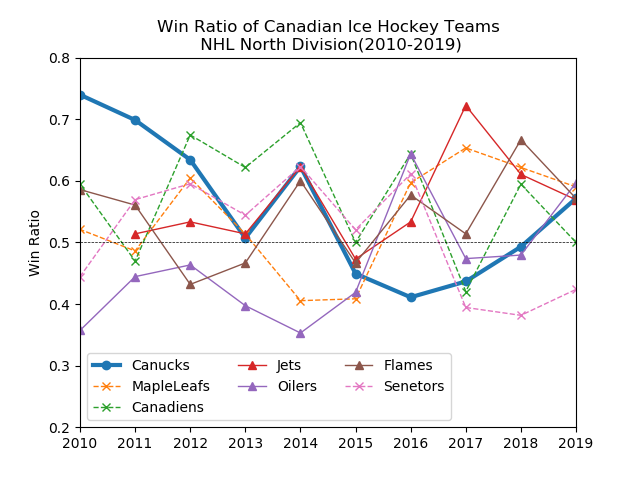 Win Ratio of Canadian Ice Hockey Teams
NHL North Division(2010-2019)
0.8
0.7
0.6
0.5
0.4
0.3
0.2
Win Ratio
Canucks
MapleLeafs
Canadiens
Jets
Oilers
Flames
Senetors
2010 2011 2012 2013 2014 2015 2016 2017 2018 2019